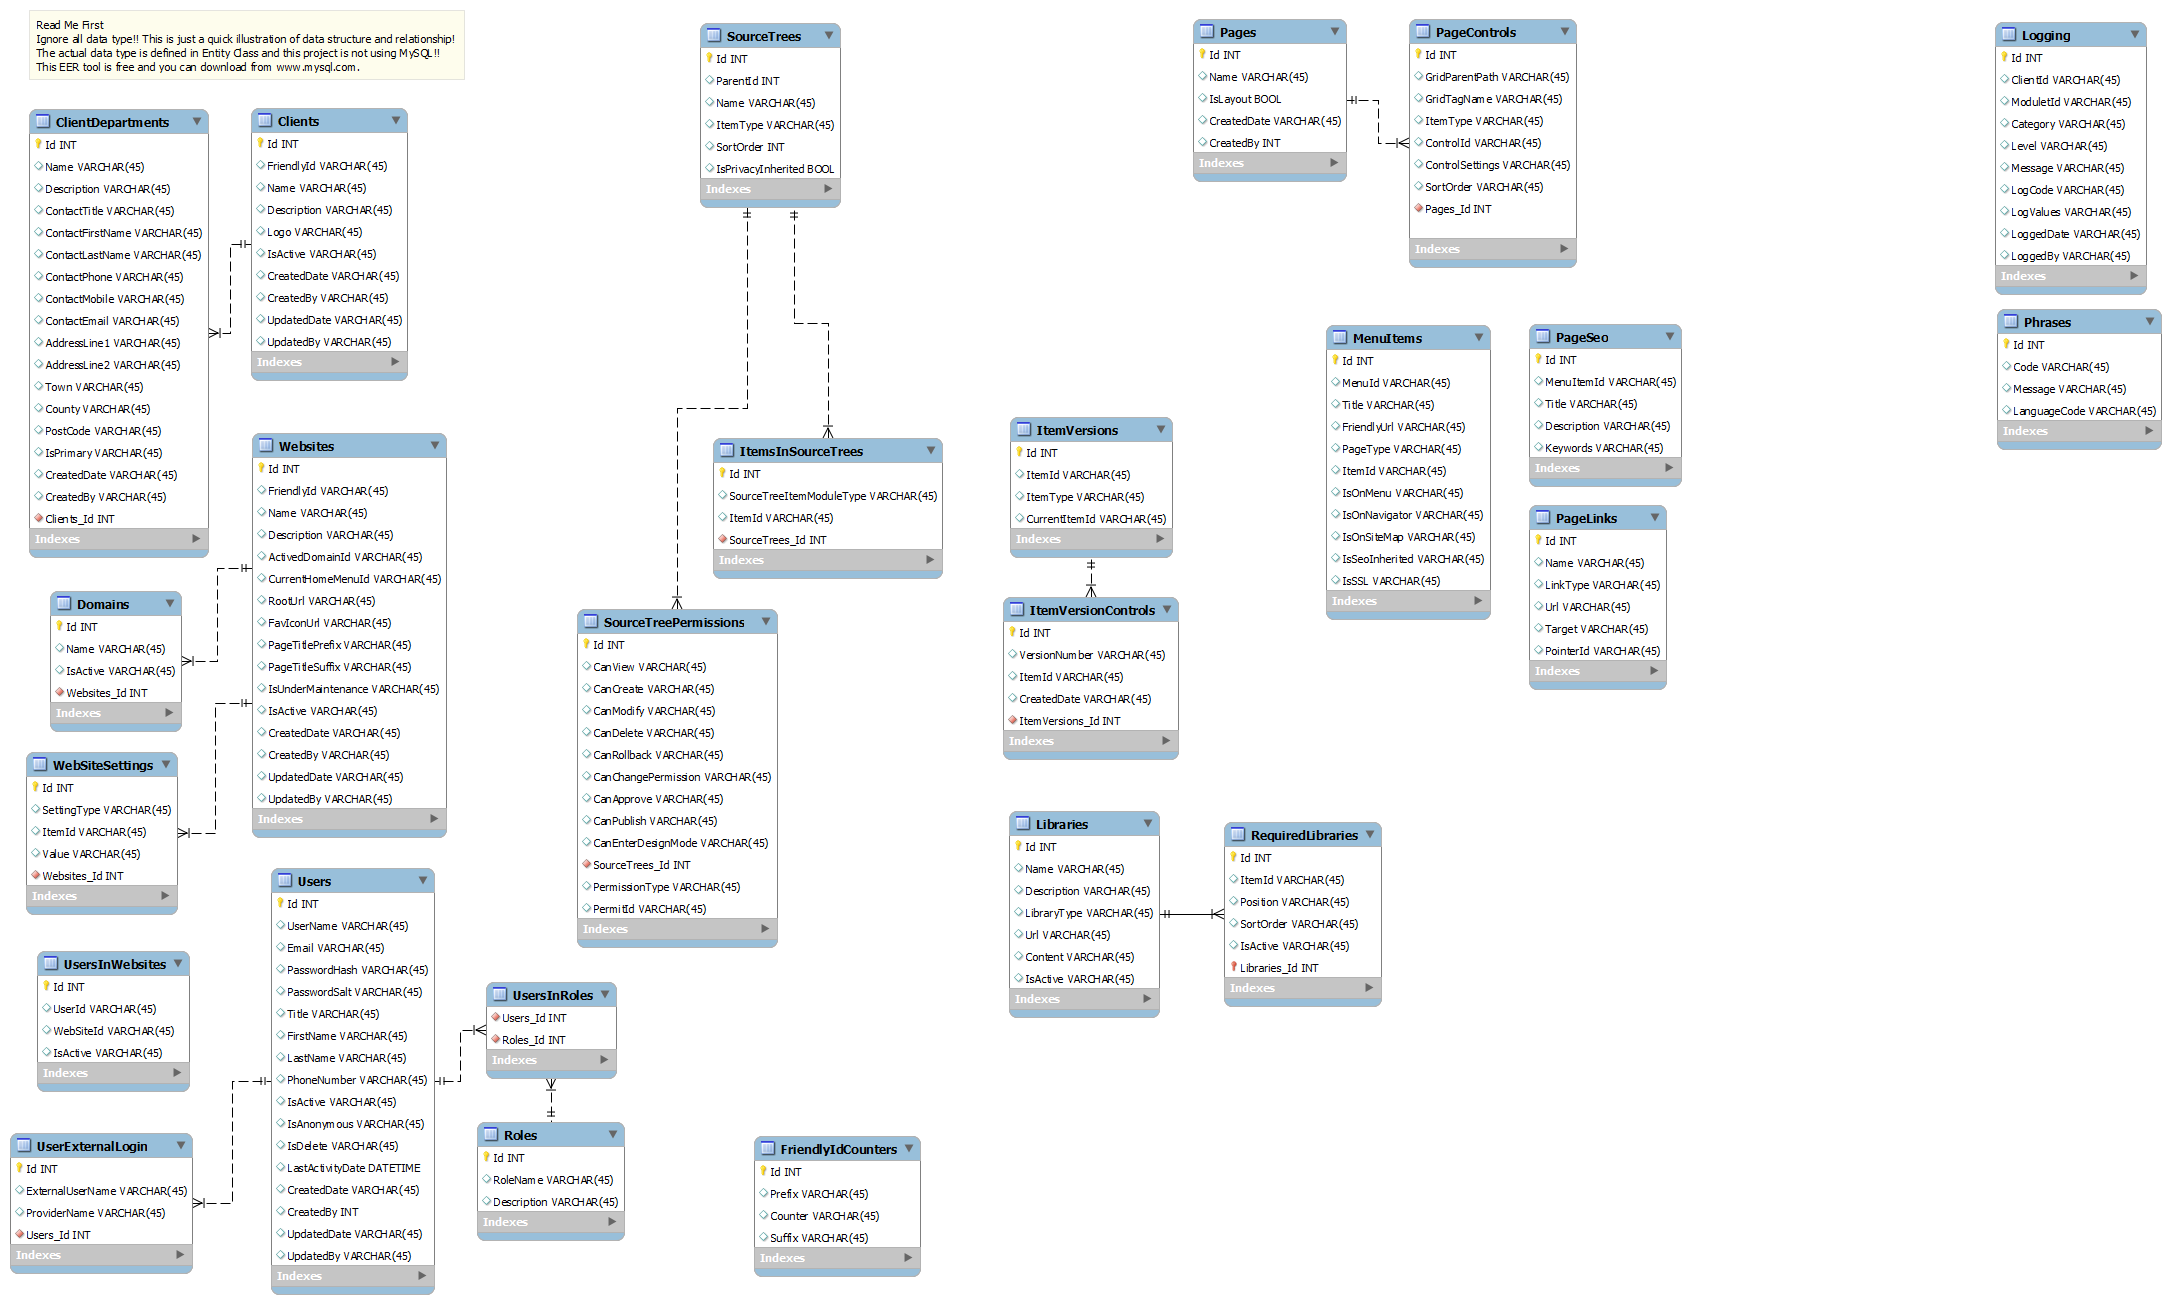 Read Me First
Ignore all data type!! This is just a quick illustration of data structure and relationship!
The actual data type is defined in Entity Class and this project is not using MySQL!!
This EER tool is free and you can download from www.mysql.com.
ClientDepartments
Id INT
Name VARCHAR(45)
Description VARCHAR(45)
ContactTitle VARCHAR(45)
ContactFirstName VARCHAR(45)
ContactLastName VARCHAR(45)
ContactPhone VARCHAR(45)
ContactMobile VARCHAR(45)
ContactEmail VARCHAR(45)
AddressLine1 VARCHAR(45)
AddressLine2 VARCHAR(45)
Town VARCHAR(45)
County VARCHAR(45)
PostCode VARCHAR(45)
IsPrimary VARCHAR(45)
CreatedDate VARCHAR(45)
CreatedBy VARCHAR(45)
Clients_Id INT
Indexes
Clients
Id INT
FriendlyId VARCHAR(45)
Name VARCHAR(45)
Description VARCHAR(45)
Logo VARCHAR(45)
IsActive VARCHAR(45)
CreatedDate VARCHAR(45)
CreatedBy VARCHAR(45)
UpdatedDate VARCHAR(45)
UpdatedBy VARCHAR(45)
Indexes
Websites
Id INT
FriendlyId VARCHAR(45)
Name VARCHAR(45)
Description VARCHAR(45)
ActivedDomainId VARCHAR(45)
CurrentHomeMenuId VARCHAR(45)
RootUrl VARCHAR(45)
FavIconUrl VARCHAR(45)
PageTitlePrefix VARCHAR(45)
PageTitleSuffix VARCHAR(45)
IsUnderMaintenance VARCHAR(45)
IsActive VARCHAR(45)
CreatedDate VARCHAR(45)
CreatedBy VARCHAR(45)
UpdatedDate VARCHAR(45)
UpdatedBy VARCHAR(45)
Indexes
Domains
Id INT
Name VARCHAR(45)
IsActive VARCHAR(45)
Websites_Id INT
Indexes
WebSiteSettings
Id INT
SettingType VARCHAR(45)
ItemId VARCHAR(45)
Value VARCHAR(45)
Websites_Id INT
Indexes
Users
Id INT
UserName VARCHAR(45)
Email VARCHAR(45)
PasswordHash VARCHAR(45)
PasswordSalt VARCHAR(45)
Title VARCHAR(45)
FirstName VARCHAR(45)
LastName VARCHAR(45)
PhoneNumber VARCHAR(45)
IsActive VARCHAR(45)
IsAnonymous VARCHAR(45)
IsDelete VARCHAR(45)
LastActivityDate DATETIME
CreatedDate VARCHAR(45)
CreatedBy INT
UpdatedDate VARCHAR(45)
UpdatedBy VARCHAR(45)
Indexes
UsersInWebsites
Id INT
UserId VARCHAR(45)
WebSiteId VARCHAR(45)
IsActive VARCHAR(45)
Indexes
UserExternalLogin
Id INT
ExternalUserName VARCHAR(45)
ProviderName VARCHAR(45)
Users_Id INT
Indexes
UsersInRoles
Users_Id INT
Roles_Id INT
Indexes
Roles
Id INT
RoleName VARCHAR(45)
Description VARCHAR(45)
Indexes
SourceTrees
Id INT
ParentId INT
Name VARCHAR(45)
ItemType VARCHAR(45)
SortOrder INT
IsPrivacyInherited BOOL
Indexes
ItemsInSourceTrees
Id INT
SourceTreeItemModuleType VARCHAR(45)
ItemId VARCHAR(45)
SourceTrees_Id INT
Indexes
SourceTreePermissions
Id INT
CanView VARCHAR(45)
CanCreate VARCHAR(45)
CanModify VARCHAR(45)
CanDelete VARCHAR(45)
CanRollback VARCHAR(45)
CanChangePermission VARCHAR(45)
CanApprove VARCHAR(45)
CanPublish VARCHAR(45)
CanEnterDesignMode VARCHAR(45)
SourceTrees_Id INT
PermissionType VARCHAR(45)
PermitId VARCHAR(45)
Indexes
FriendlyIdCounters
Id INT
Prefix VARCHAR(45)
Counter VARCHAR(45)
Suffix VARCHAR(45)
Indexes
Pages
Id INT
Name VARCHAR(45)
IsLayout BOOL
CreatedDate VARCHAR(45)
CreatedBy INT
Indexes
PageControls
Id INT
GridParentPath VARCHAR(45)
GridTagName VARCHAR(45)
ItemType VARCHAR(45)
ControlId VARCHAR(45)
ControlSettings VARCHAR(45)
SortOrder VARCHAR(45)
Pages_Id INT
Indexes
ItemVersions
Id INT
ItemId VARCHAR(45)
ItemType VARCHAR(45)
CurrentItemId VARCHAR(45)
Indexes
ItemVersionControls
Id INT
VersionNumber VARCHAR(45)
ItemId VARCHAR(45)
CreatedDate VARCHAR(45)
ItemVersions_Id INT
Indexes
MenuItems
Id INT
MenuId VARCHAR(45)
Title VARCHAR(45)
FriendlyUrl VARCHAR(45)
PageType VARCHAR(45)
ItemId VARCHAR(45)
IsOnMenu VARCHAR(45)
IsOnNavigator VARCHAR(45)
IsOnSiteMap VARCHAR(45)
IsSeoInherited VARCHAR(45)
IsSSL VARCHAR(45)
Indexes
PageSeo
Id INT
MenuItemId VARCHAR(45)
Title VARCHAR(45)
Description VARCHAR(45)
Keywords VARCHAR(45)
Indexes
PageLinks
Id INT
Name VARCHAR(45)
LinkType VARCHAR(45)
Url VARCHAR(45)
Target VARCHAR(45)
PointerId VARCHAR(45)
Indexes
Libraries
Id INT
Name VARCHAR(45)
Description VARCHAR(45)
LibraryType VARCHAR(45)
Url VARCHAR(45)
Content VARCHAR(45)
IsActive VARCHAR(45)
Indexes
RequiredLibraries
Id INT
ItemId VARCHAR(45)
Position VARCHAR(45)
SortOrder VARCHAR(45)
IsActive VARCHAR(45)
Libraries_Id INT
Indexes
Logging
Id INT
ClientId VARCHAR(45)
ModuletId VARCHAR(45)
Category VARCHAR(45)
Level VARCHAR(45)
Message VARCHAR(45)
LogCode VARCHAR(45)
LogValues VARCHAR(45)
LoggedDate VARCHAR(45)
LoggedBy VARCHAR(45)
Indexes
Phrases
Id INT
Code VARCHAR(45)
Message VARCHAR(45)
LanguageCode VARCHAR(45)
Indexes